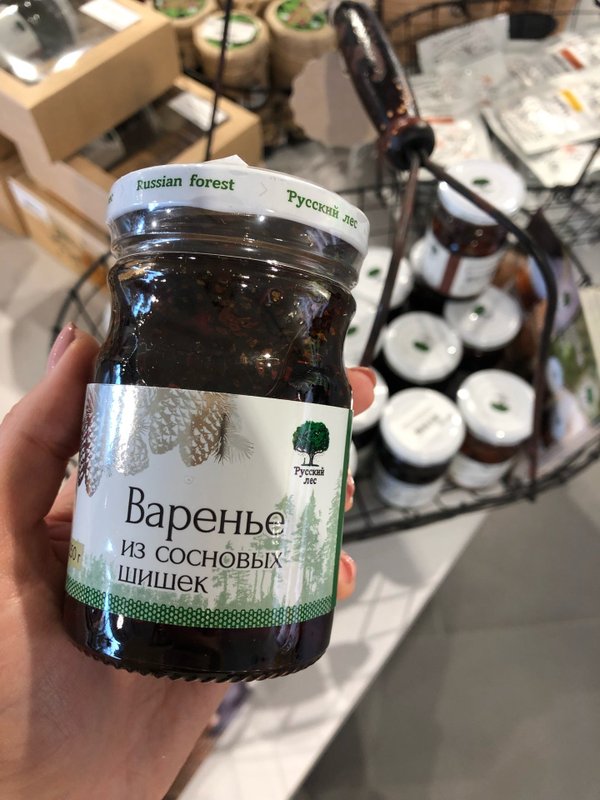 Russian forest
Русский лес
Русский
лес
Варенье
из сосновых
шишек